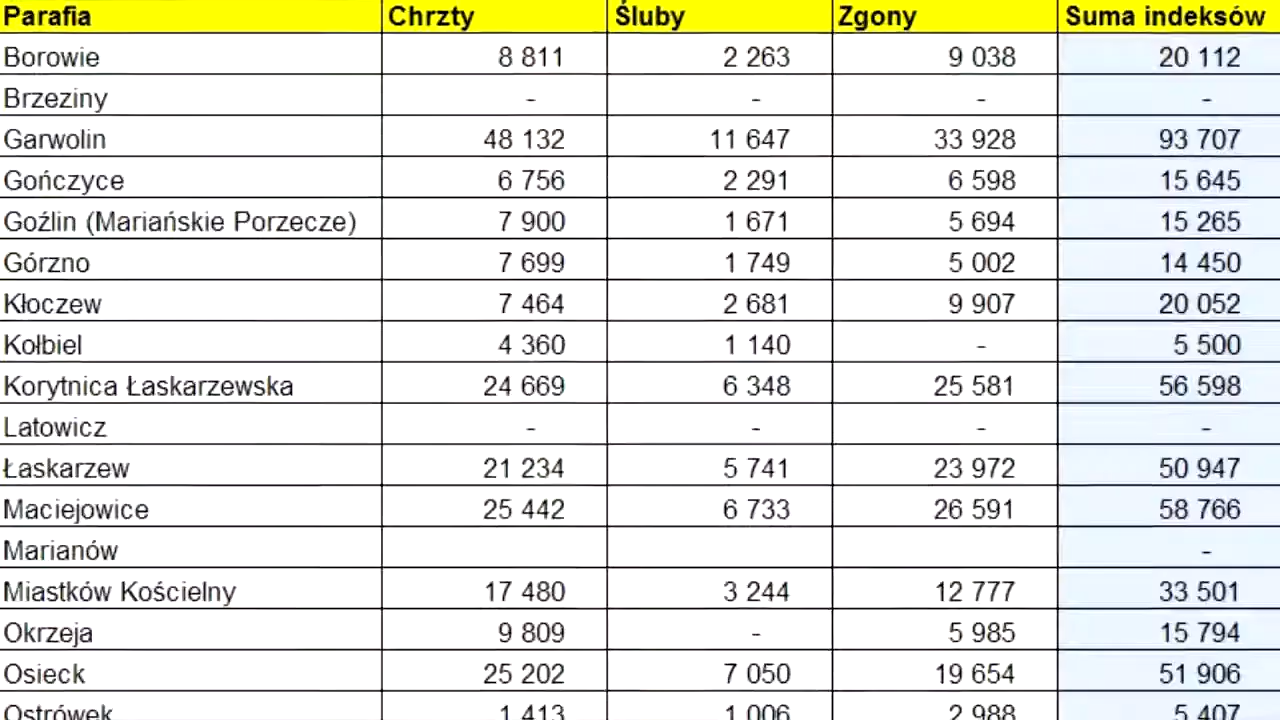 Parafia Chrzty Śluby Zgony Suma indeksów
Borowie 8 811 2 263 9 038 20 112
Brzeziny - - - -
Garwolin 48 132 11 647 33 928 93 707
Gończyce 6 756 2 291 6 598 15 645
Goźlin (Mariańskie Porzecze) 7 900 1 671 5 694 15 265
Górzno 7 699 1 749 5 002 14 450
Kłoczew 7 464 2 681 9 907 20 052
Kołbiel 4 360 1 140 - 5 500
Korytnica Łaskarzewska 24 669 6 348 25 581 56 598
Latowicz - - - -
Łaskarzew 21 234 5 741 23 972 50 947
Maciejowice 25 442 6 733 26 591 58 766
Marianów -
Miastków Kościelny 17 480 3 244 12 777 33 501
Okrzeja 9 809 - 5 985 15 794
Osieck 25 202 7 050 19 654 51 906
Ostrówek 1 413 1 006 2 988 5 407